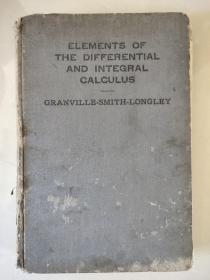 ELEMENTS OF
THE DIFFERENTIAL
AND INTEGRAL
CALCULUS
GRANVILLE-SMITH-LONGLEY